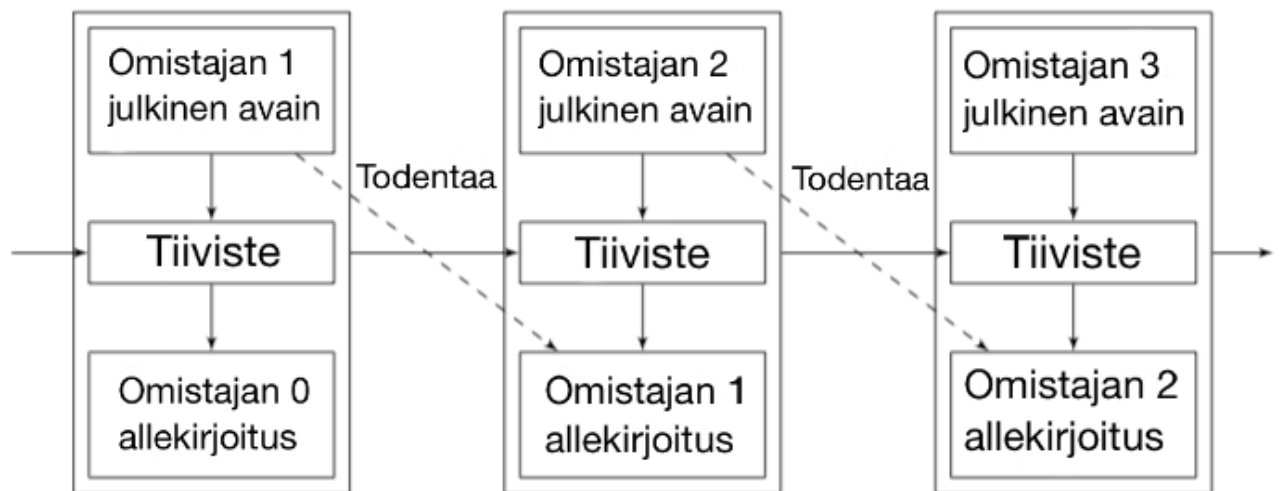 Omistajan 1
julkinen avain
Omistajan 2
julkinen avain
Omistajan 3
julkinen avain
Todentaa
Todentaa
Tiiviste
Tiiviste
Tiiviste
Omistajan 0
allekirjoitus
Omistajan 1
allekirjoitus
Omistajan 2
allekirjoitus